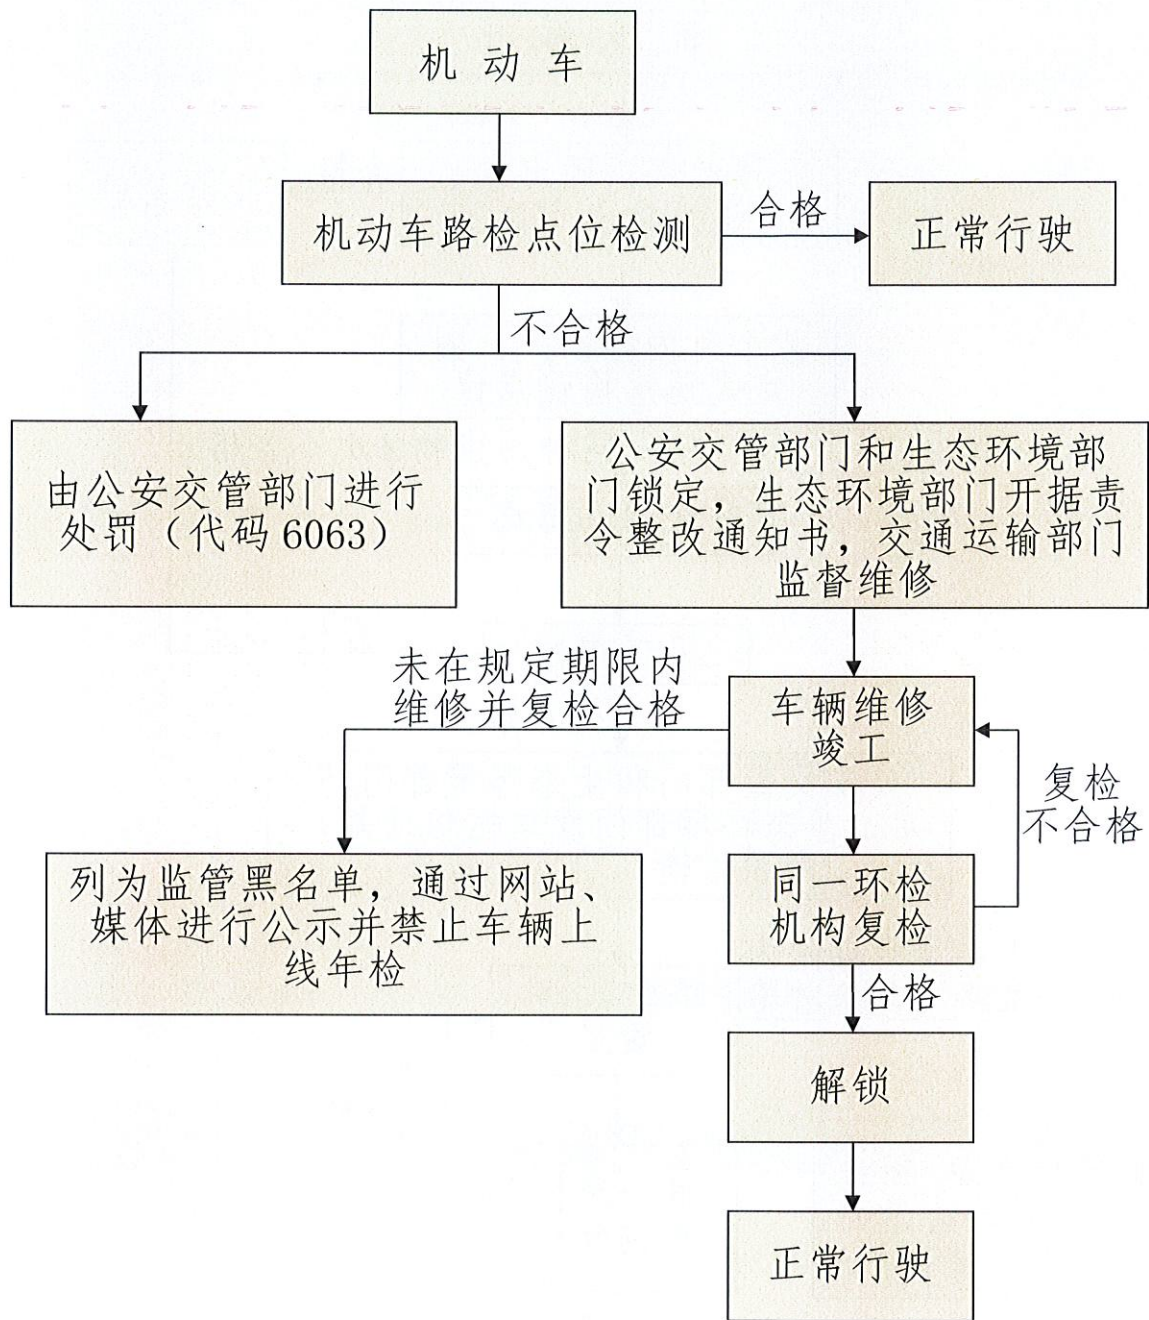 机动车
机动车路检点位检测
合格
正常行驶
不合格
由公安交管部门进行
处罚（代码6063）
公安交管部门和生态环境部
门锁定，生态环境部门开据责
令整改通知书，交通运输部门
监督维修
未在规定期限内
维修并复检合格
车辆维修
竣工
复检
不合格
列为监管黑名单，通过网站、
媒体进行公示并禁止车辆上
线年检
同一环检
机构复检
合格
解锁
正常行驶